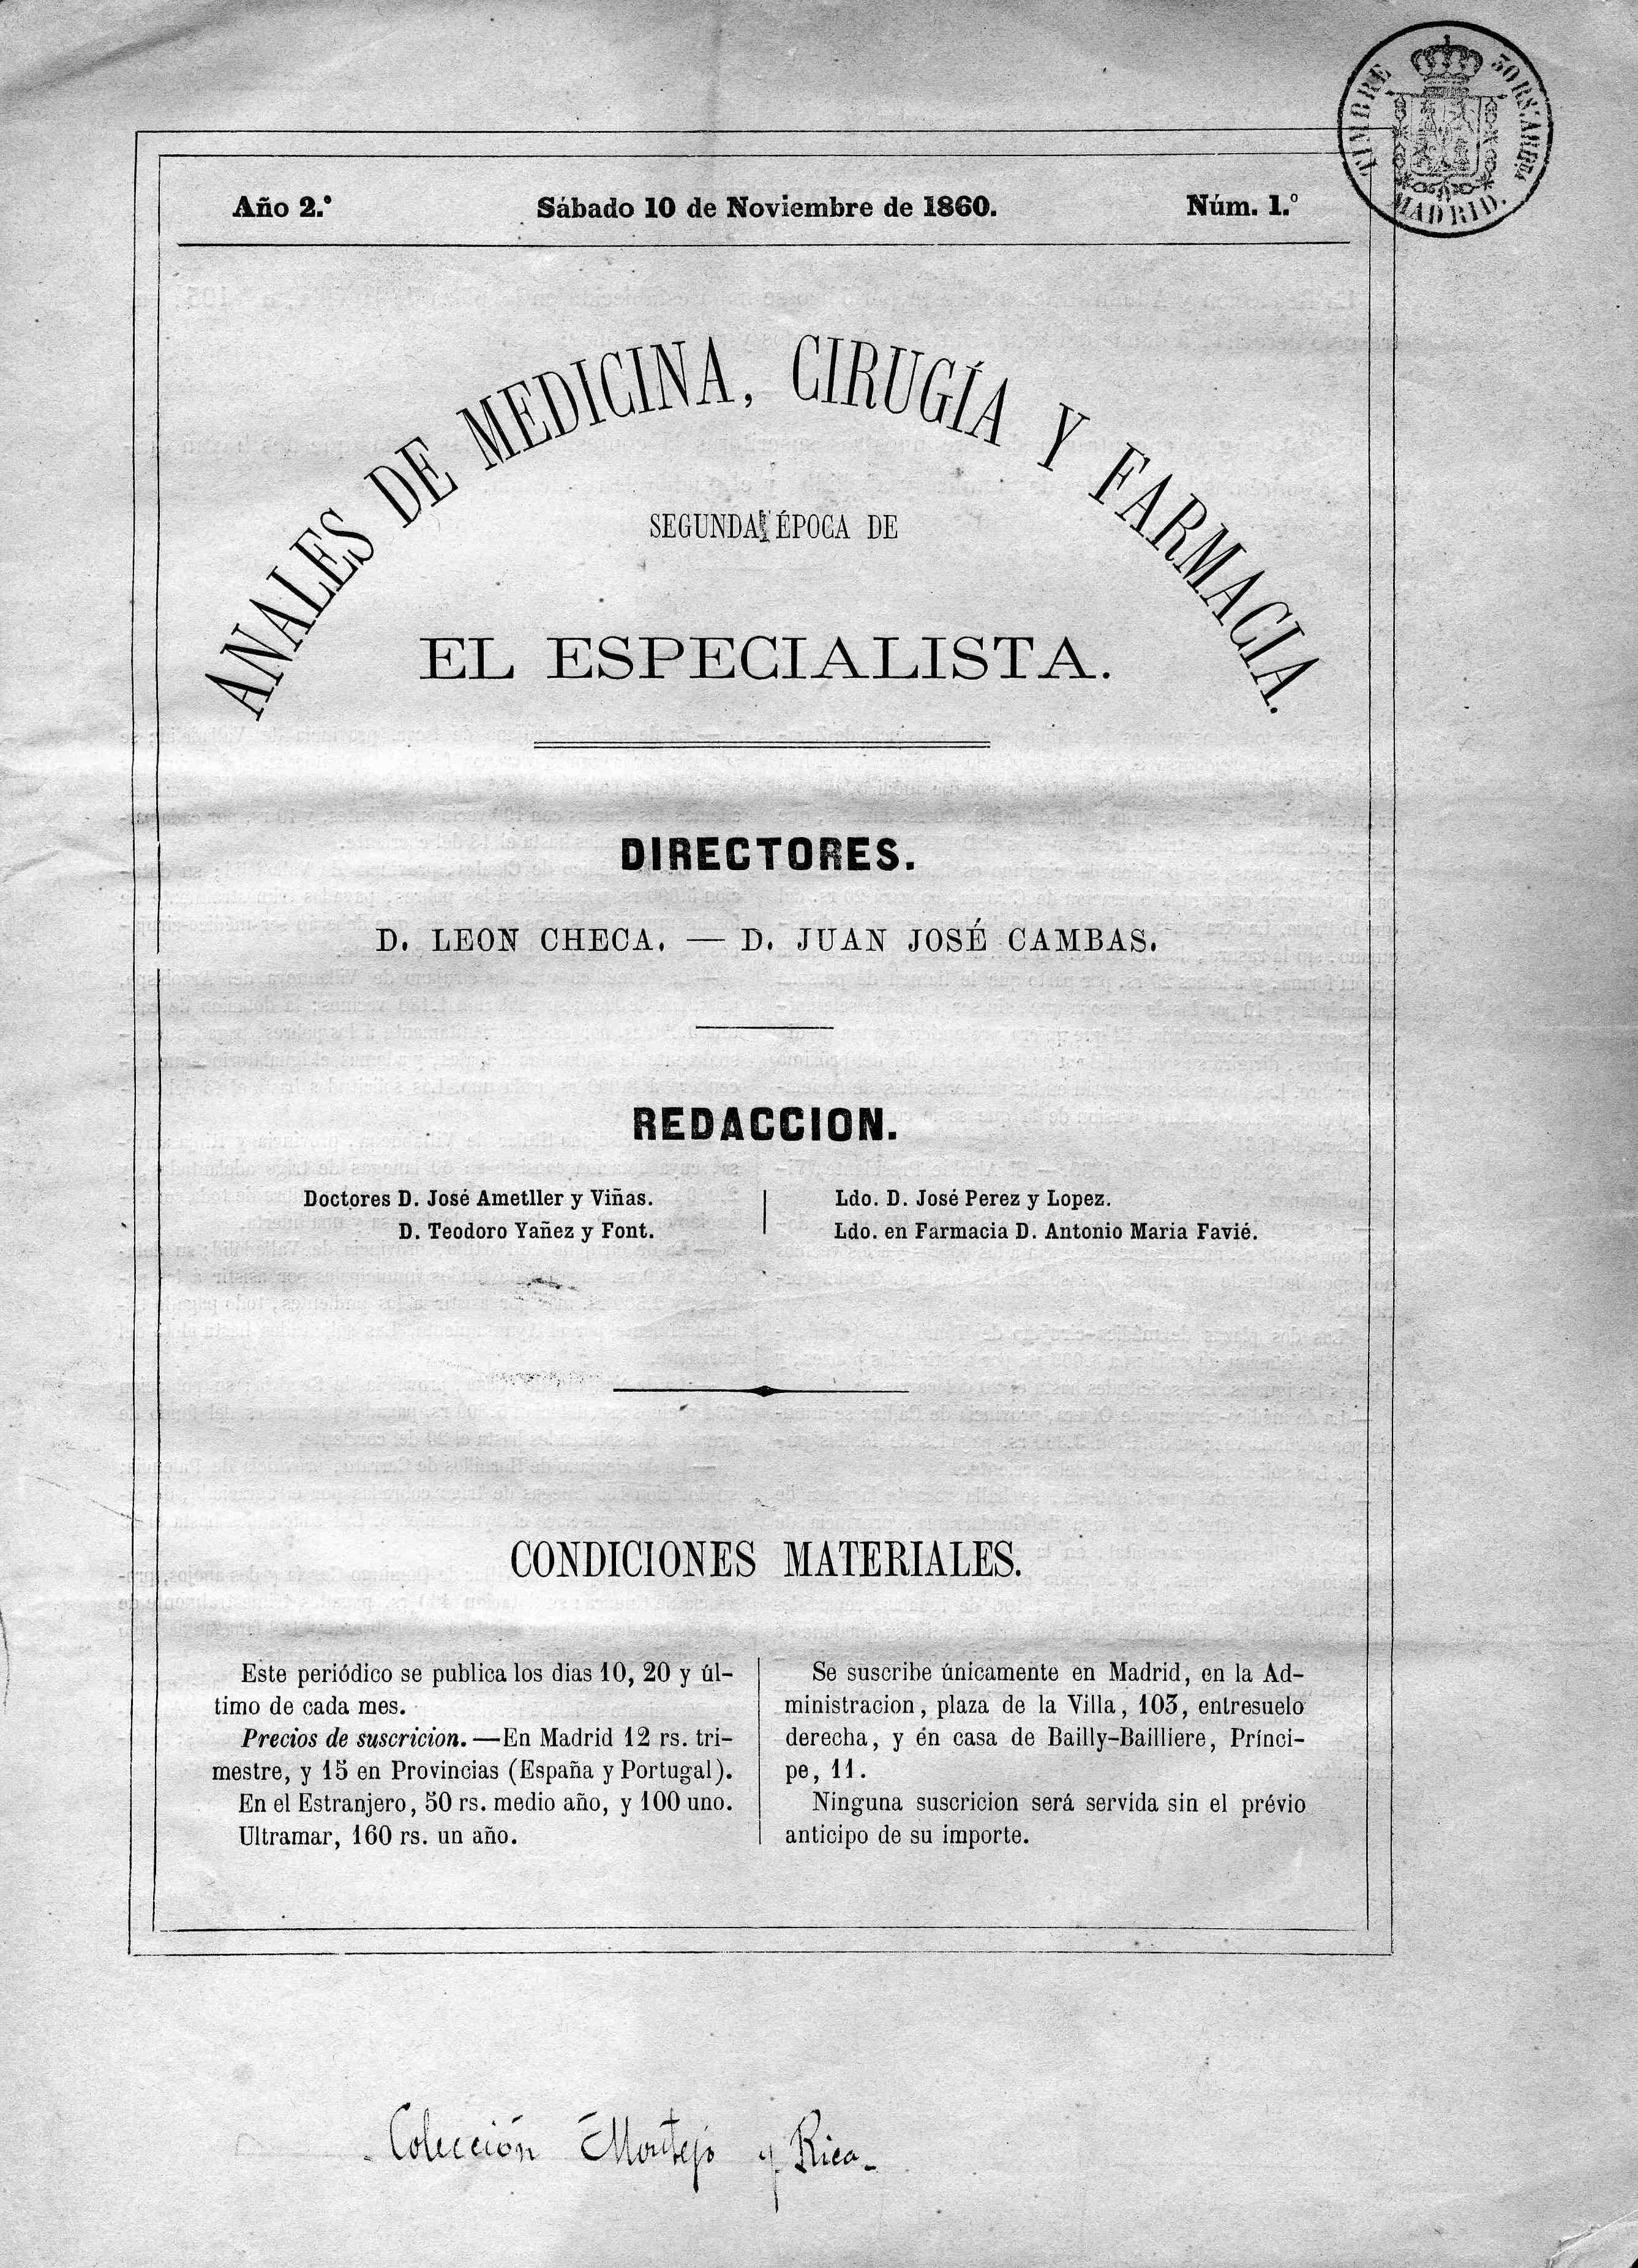 TIMBRE 30 RS. ARROBA
MADRID.
Año 2.º Sábado 10 de Noviembre de 1860. Núm. 1.º
ANALES DE MEDICINA, CIRUGÍA Y FARMACIA.
SEGUNDA ÉPOCA DE
EL ESPECIALISTA.
DIRECTORES.
D. LEON CHECA. — D. JUAN JOSÉ CAMBAS.
REDACCION.
Doctores D. José Ametller y Viñas.
D. Teodoro Yañez y Font.
Ldo. D. José Perez y Lopez.
Ldo. en Farmacia D. Antonio Maria Favié.
CONDICIONES MATERIALES.
Este periódico se publica los dias 10, 20 y úl-
timo de cada mes.
Precios de suscricion.—En Madrid 12 rs. tri-
mestre, y 15 en Provincias (España y Portugal).
En el Estranjero, 50 rs. medio año, y 100 uno.
Ultramar, 160 rs. un año.
Se suscribe únicamente en Madrid, en la Ad-
ministracion, plaza de la Villa, 103, entresuelo
derecha, y én casa de Bailly-Bailliere, Prínci-
pe, 11.
Ninguna suscricion será servida sin el prévio
anticipo de su importe.
Colección Montejo y Rica